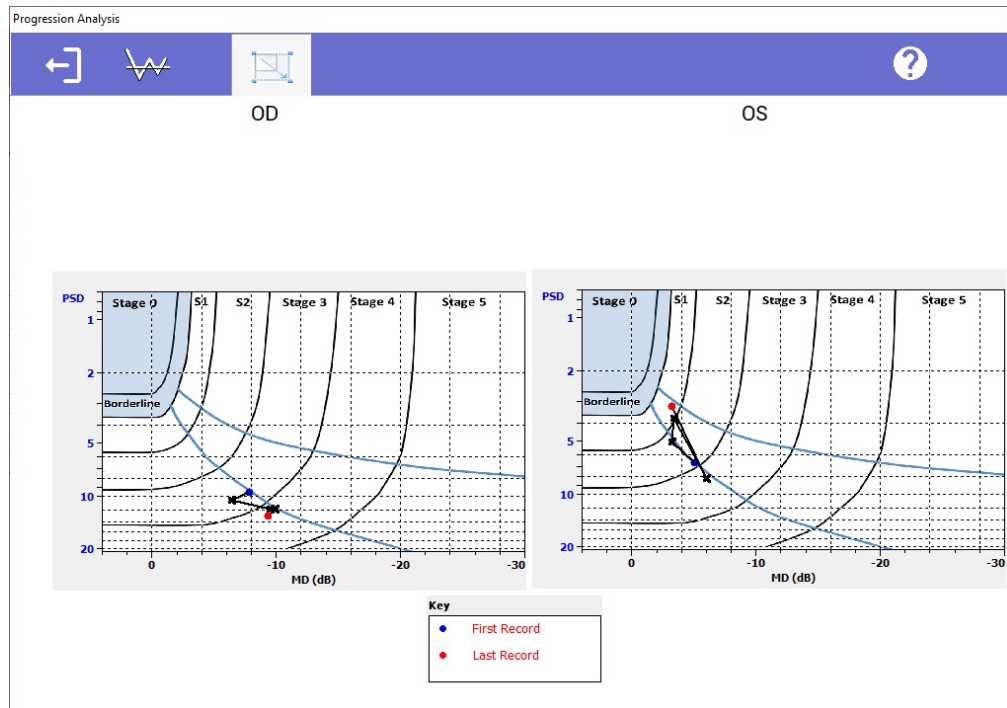 Progression Analysis
?
OD OS
PSD Stage 0 S1 S2 Stage 3 Stage 4 Stage 5
1
2
Borderline
5
10
20
0 -10 -20 -30
MD (dB)
PSD Stage 0 S1 S2 Stage 3 Stage 4 Stage 5
1
2
Borderline
5
10
20
0 -10 -20 -30
MD (dB)
Key
First Record
Last Record